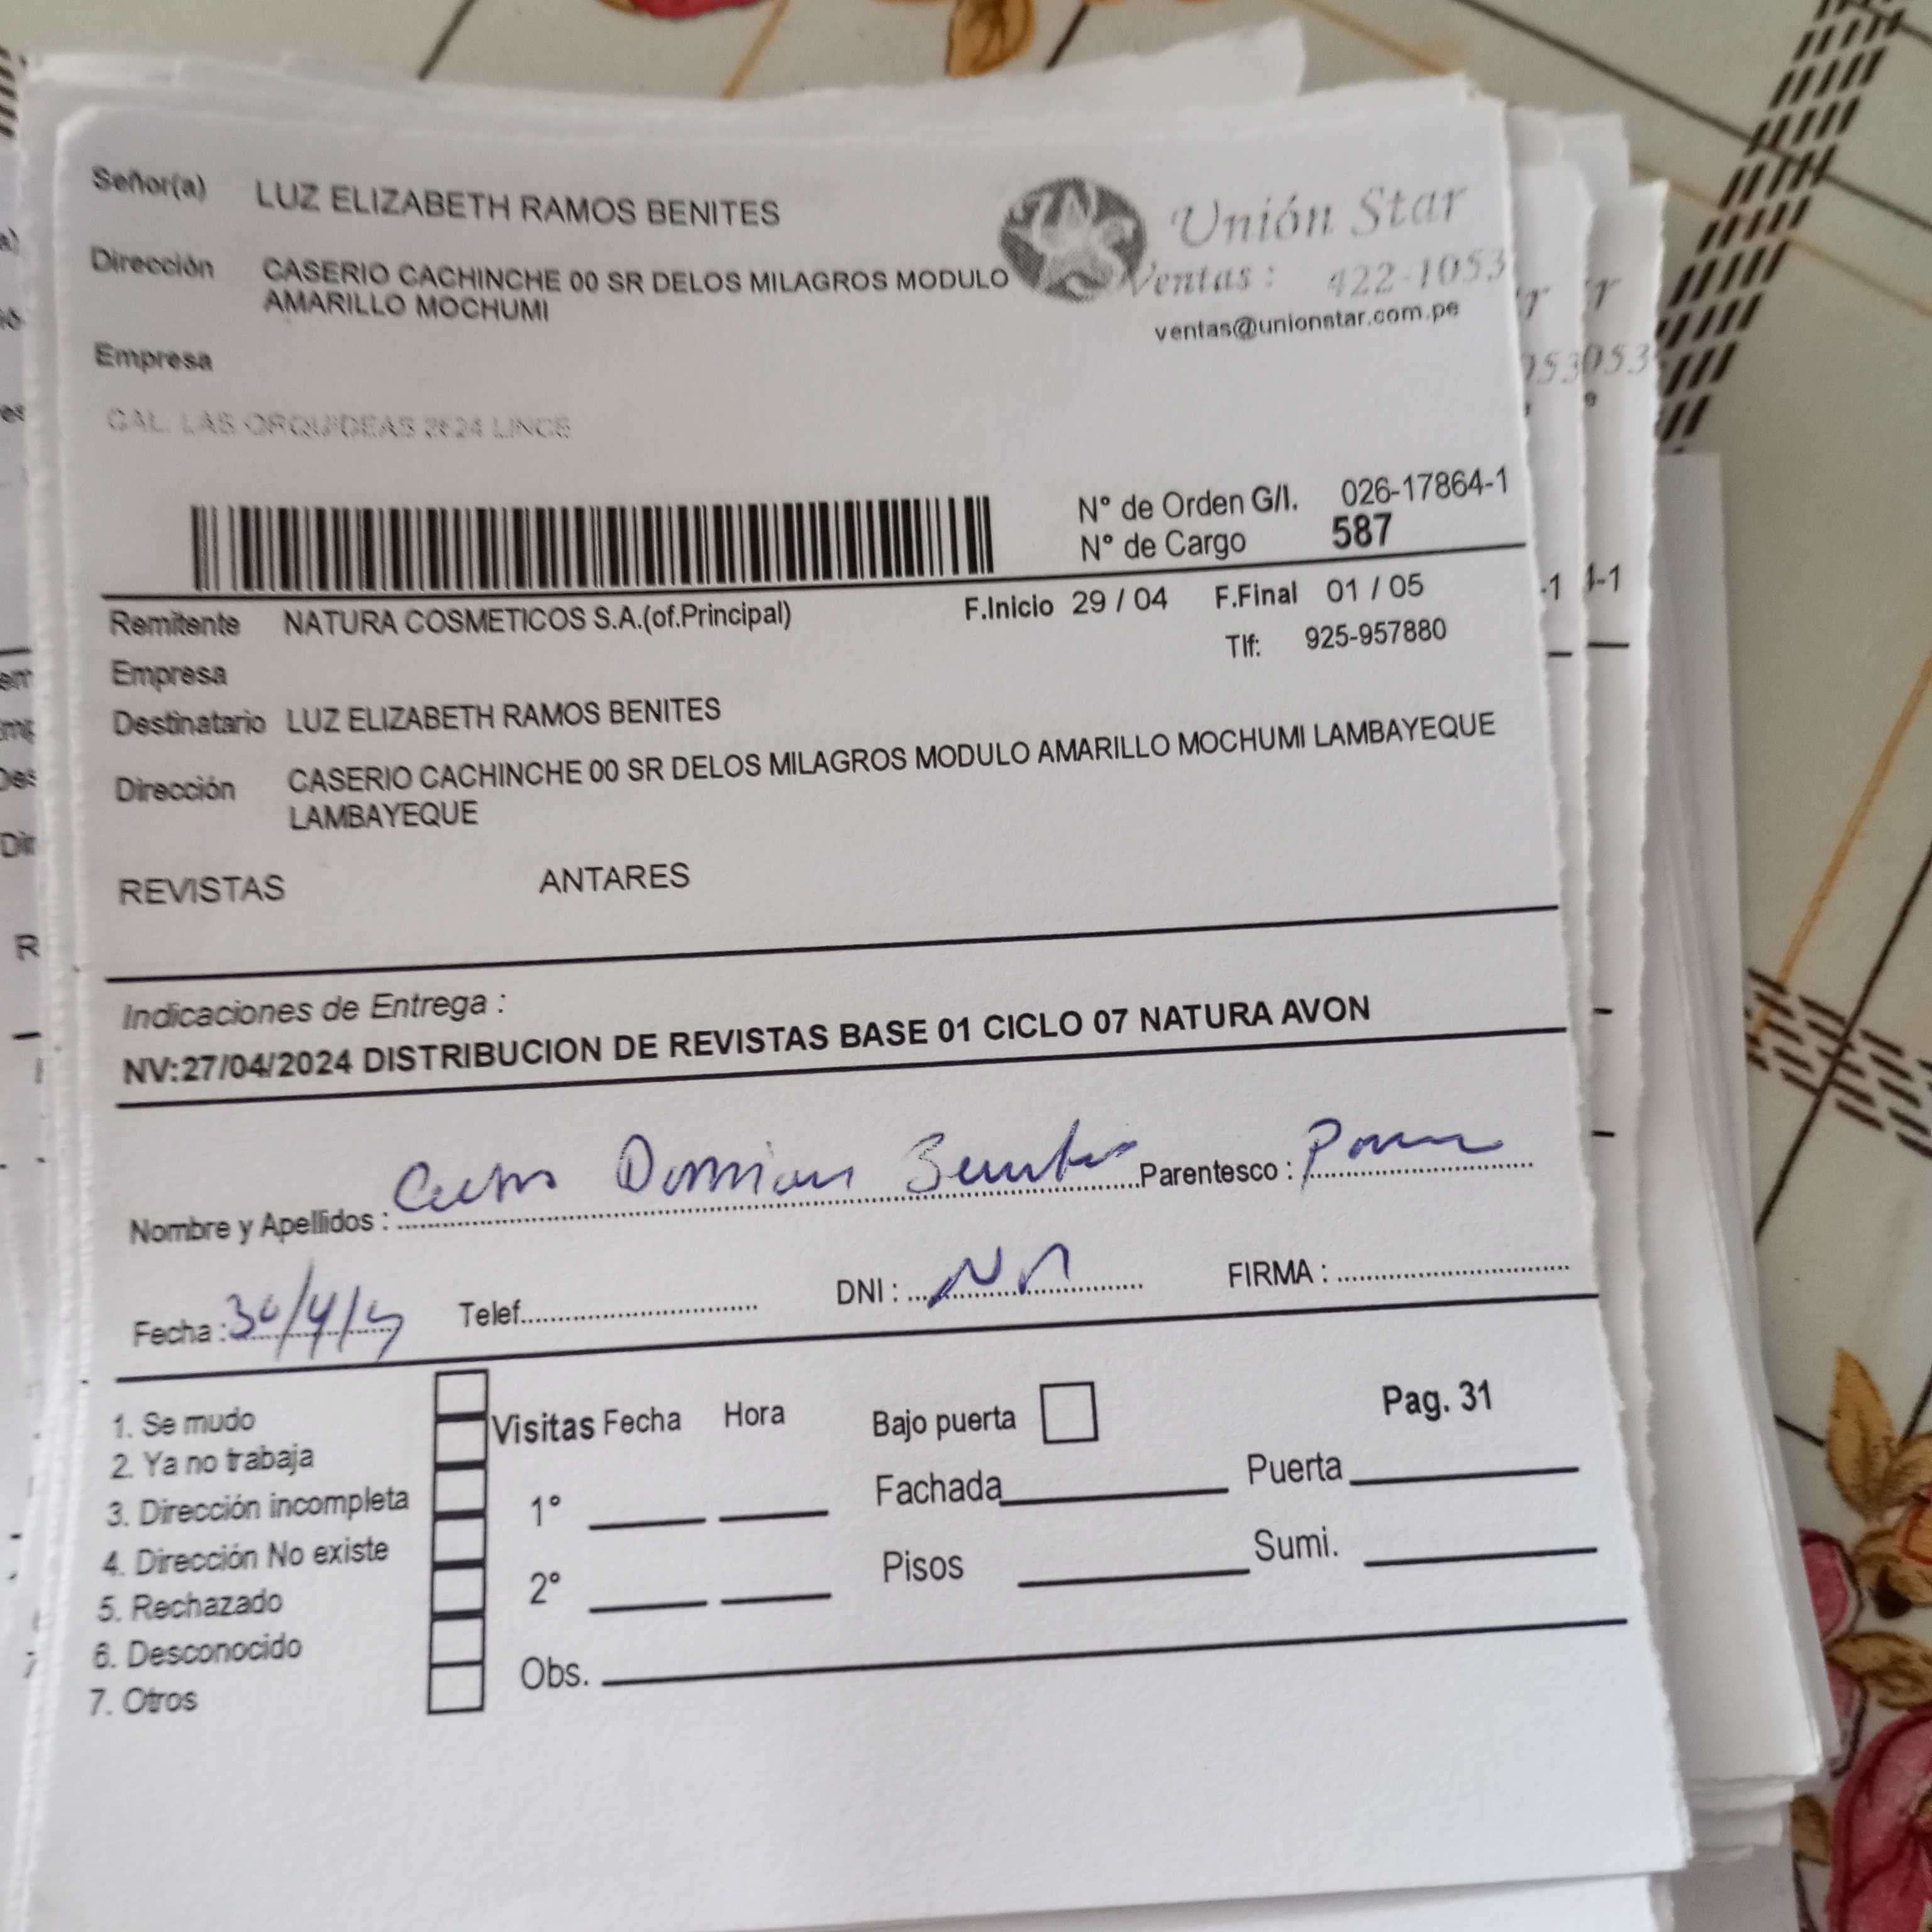 Señor(a) LUZ ELIZABETH RAMOS BENITES
Dirección CASERIO CACHINCHE 00 SR DELOS MILAGROS MODULO
AMARILLO MOCHUMI
Unión Star
Ventas : 422-1053
ventas@unionstar.com.pe
Empresa
CAL. LAS ORQUIDEAS 2624 LINCE
N° de Orden G/I. 026-17864-1
N° de Cargo 587
Remitente NATURA COSMETICOS S.A.(of.Principal) F.Inicio 29 / 04 F.Final 01 / 05
Empresa Tlf: 925-957880
Destinatario LUZ ELIZABETH RAMOS BENITES
Dirección CASERIO CACHINCHE 00 SR DELOS MILAGROS MODULO AMARILLO MOCHUMI LAMBAYEQUE
LAMBAYEQUE
REVISTAS ANTARES
Indicaciones de Entrega :
NV:27/04/2024 DISTRIBUCION DE REVISTAS BASE 01 CICLO 07 NATURA AVON
Nombre y Apellidos : Parentesco :
Fecha : Telef. DNI : FIRMA :
1. Se mudo
2. Ya no trabaja
3. Dirección incompleta
4. Dirección No existe
5. Rechazado
6. Desconocido
7. Otros
Visitas Fecha Hora
1°
2°
Obs.
Bajo puerta Pag. 31
Fachada Puerta
Pisos Sumi.